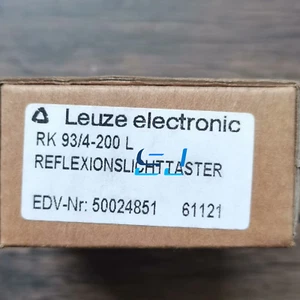 Leuze electronic
RK 93/4-200 L
REFLEXIONSLICHTTASTER
EDV-Nr: 50024851 61121